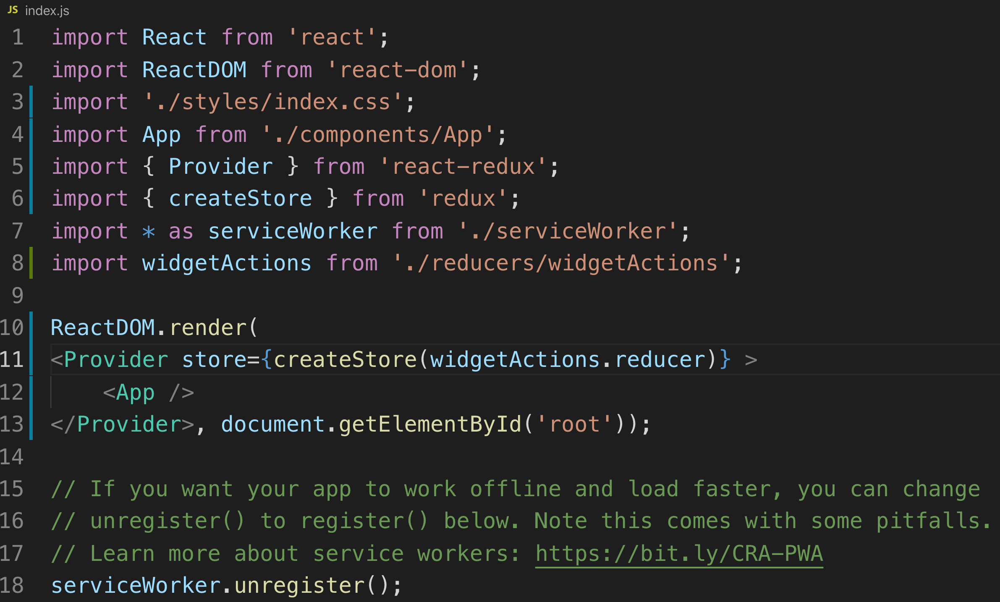 JS index.js
1 import React from 'react';
2 import ReactDOM from 'react-dom';
3 import './styles/index.css';
4 import App from './components/App';
5 import { Provider } from 'react-redux';
6 import { createStore } from 'redux';
7 import * as serviceWorker from './serviceWorker';
8 import widgetActions from './reducers/widgetActions';
9
10 ReactDOM.render(
11 <Provider store={createStore(widgetActions.reducer)} >
12     <App />
13 </Provider>, document.getElementById('root'));
14
15 // If you want your app to work offline and load faster, you can change
16 // unregister() to register() below. Note this comes with some pitfalls.
17 // Learn more about service workers: https://bit.ly/CRA-PWA
18 serviceWorker.unregister();